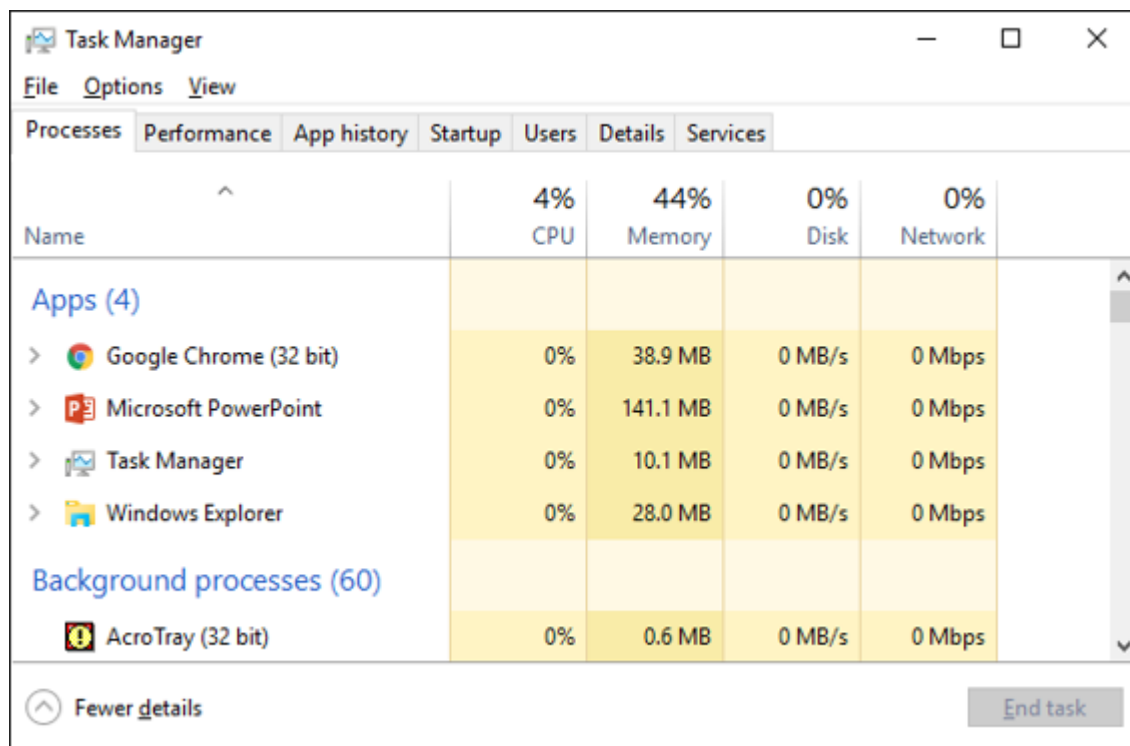 Task Manager
File Options View
Processes Performance App history Startup Users Details Services
4% 44% 0% 0%
Name CPU Memory Disk Network
Apps (4)
Google Chrome (32 bit) 0% 38.9 MB 0 MB/s 0 Mbps
Microsoft PowerPoint 0% 141.1 MB 0 MB/s 0 Mbps
Task Manager 0% 10.1 MB 0 MB/s 0 Mbps
Windows Explorer 0% 28.0 MB 0 MB/s 0 Mbps
Background processes (60)
AcroTray (32 bit) 0% 0.6 MB 0 MB/s 0 Mbps
Fewer details End task